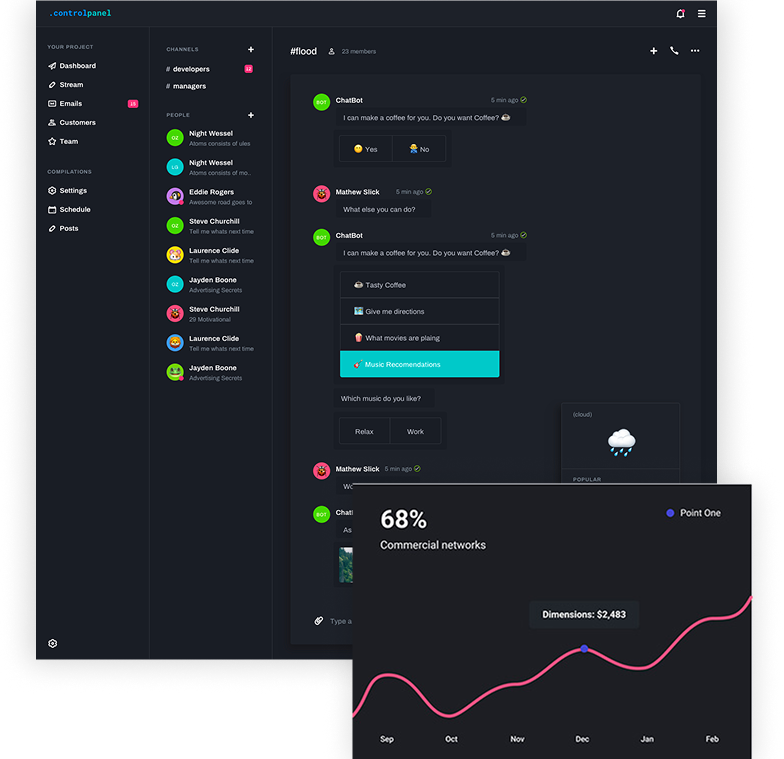 .controlpanel
YOUR PROJECT
Dashboard
Stream
Emails
Customers
Team
COMPILATIONS
Settings
Schedule
Posts
CHANNELS
# developers
12
# managers
PEOPLE
OZ
Night Wessel
Atoms consists of ules
LG
Night Wessel
Atoms consists of mo..
Eddie Rogers
Awesome road goes to
OZ
Steve Churchill
Tell me whats next time
Laurence Clide
Tell me whats next time
OZ
Jayden Boone
Advertising Secrets
Steve Churchill
29 Motivational
Laurence Clide
Tell me whats next time
Jayden Boone
Advertising Secrets
#flood
23 members
BOT
ChatBot
5 min ago
I can make a coffee for you. Do you want Coffee? ☕
😶 Yes
🙅‍♂️ No
Mathew Slick
5 min ago
What else you can do?
BOT
ChatBot
5 min ago
I can make a coffee for you. Do you want Coffee? ☕
☕ Tasty Coffee
🗺️ Give me directions
🍿 What movies are plaing
🎸 Music Recomendations
Which music do you like?
Relax
Work
Mathew Slick
5 min ago
Wo
BOT
Chat
As
Type a
(cloud)
POPULAR
68%
Commercial networks
Point One
Dimensions: $2,483
Sep
Oct
Nov
Dec
Jan
Feb